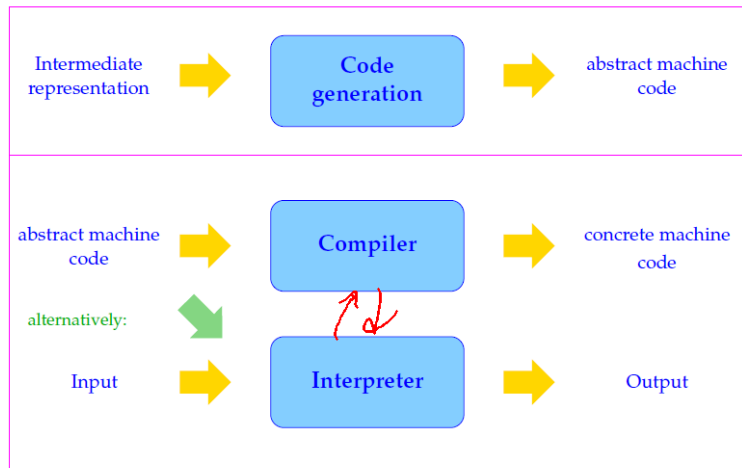 Intermediate
representation
Code
generation
abstract machine
code
abstract machine
code
Compiler
concrete machine
code
alternatively:
Input
Interpreter
Output